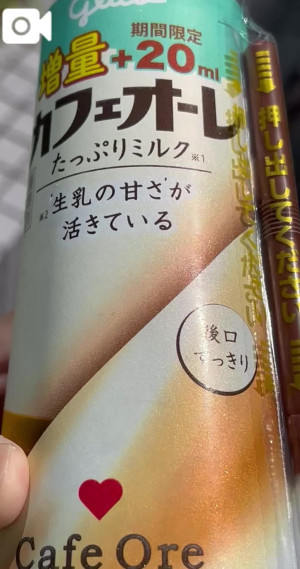 期間限定
増量+20ml
カフェオーレ
たっぷりミルク※1
※2 "生乳の甘さ"が
活きている
後口
すっきり
Cafe Ore
押し出してください